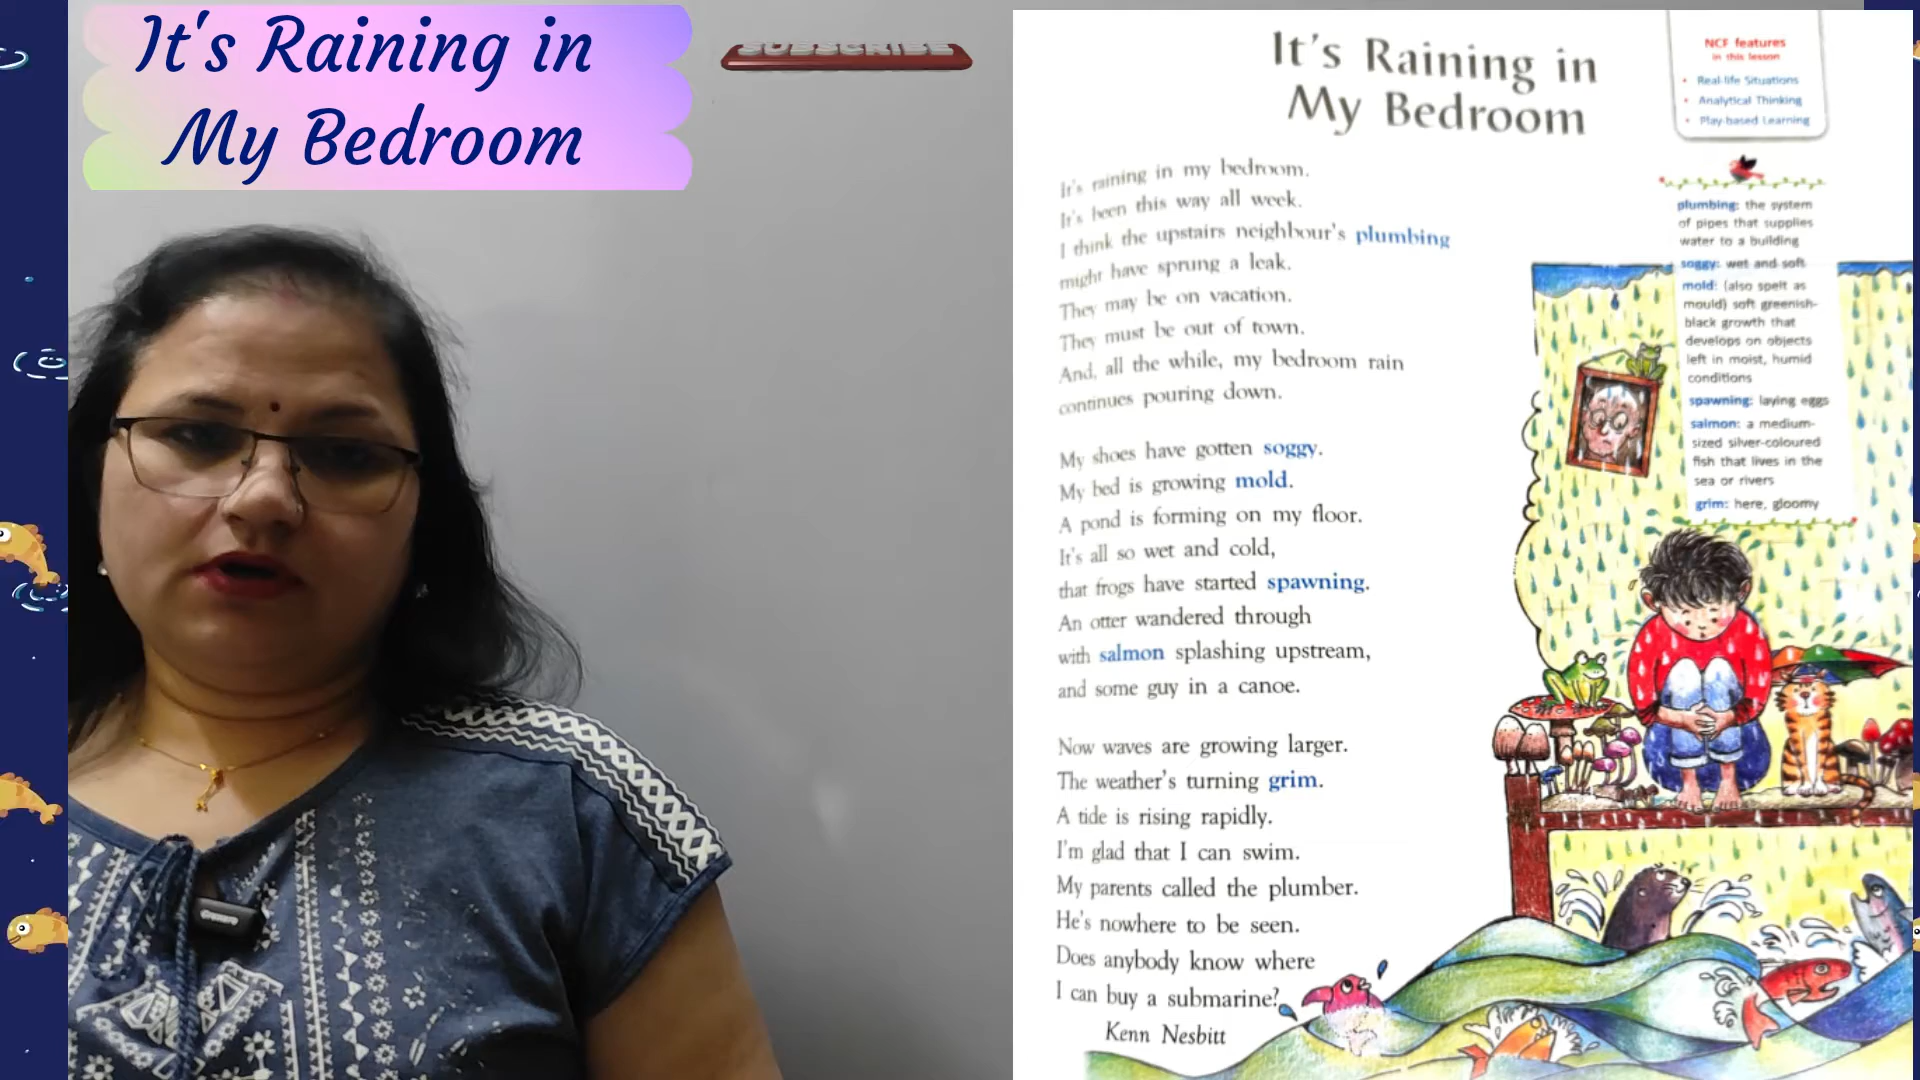 It's Raining in
My Bedroom
SUBSCRIBE
It's Raining in
My Bedroom
NCF features
in this lesson
• Real-life Situations
• Analytical Thinking
• Play-based Learning
It's raining in my bedroom.
It's been this way all week.
I think the upstairs neighbour's plumbing
might have sprung a leak.
They may be on vacation.
They must be out of town.
And, all the while, my bedroom rain
continues pouring down.
My shoes have gotten soggy.
My bed is growing mold.
A pond is forming on my floor.
It's all so wet and cold,
that frogs have started spawning.
An otter wandered through
with salmon splashing upstream,
and some guy in a canoe.
Now waves are growing larger.
The weather's turning grim.
A tide is rising rapidly.
I'm glad that I can swim.
My parents called the plumber.
He's nowhere to be seen.
Does anybody know where
I can buy a submarine?
Kenn Nesbitt
plumbing: the system
of pipes that supplies
water to a building
soggy: wet and soft
mold: (also spelt as
mould) soft greenish-
black growth that
develops on objects
left in moist, humid
conditions
spawning: laying eggs
salmon: a medium-
sized silver-coloured
fish that lives in the
sea or rivers
grim: here, gloomy